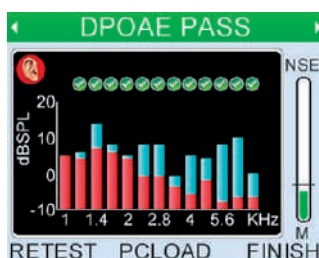 DPOAE PASS
NSE
dBSPL
20
10
0
-10
1 1.4 2 2.8 4 5.6 KHz
M
RETEST PCLOAD FINISH